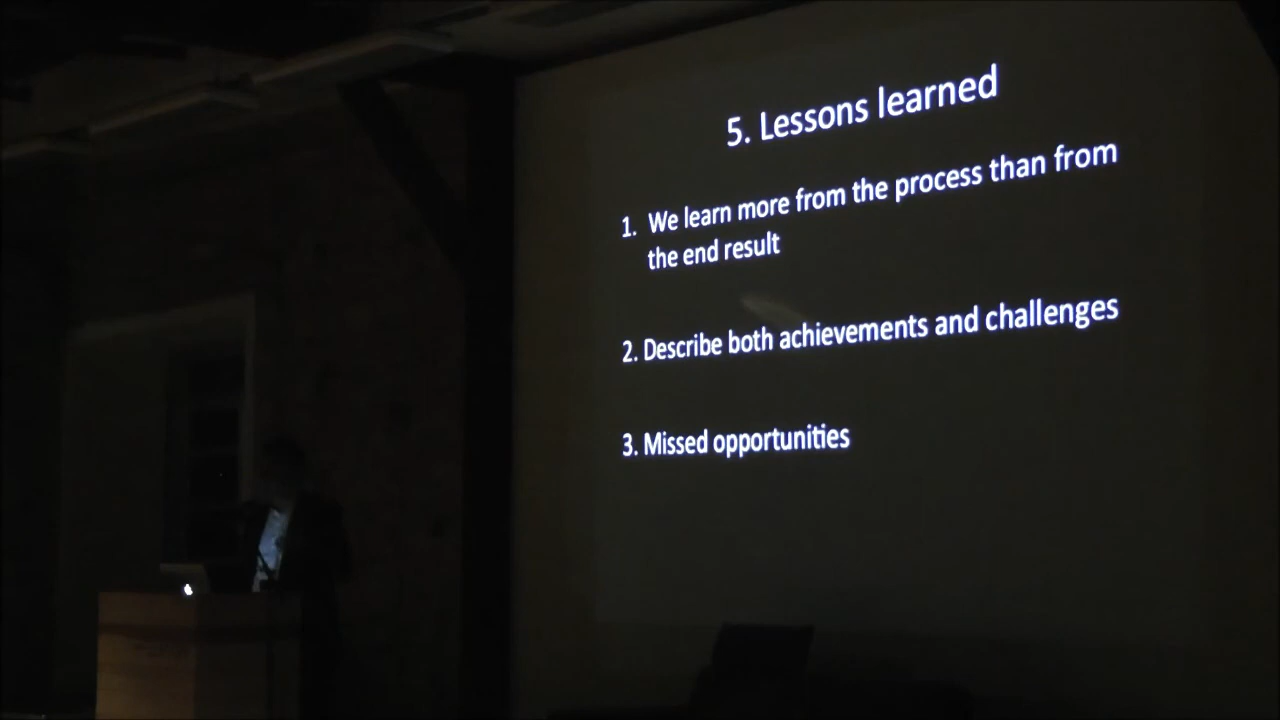 5. Lessons learned
1. We learn more from the process than from
the end result
2. Describe both achievements and challenges
3. Missed opportunities